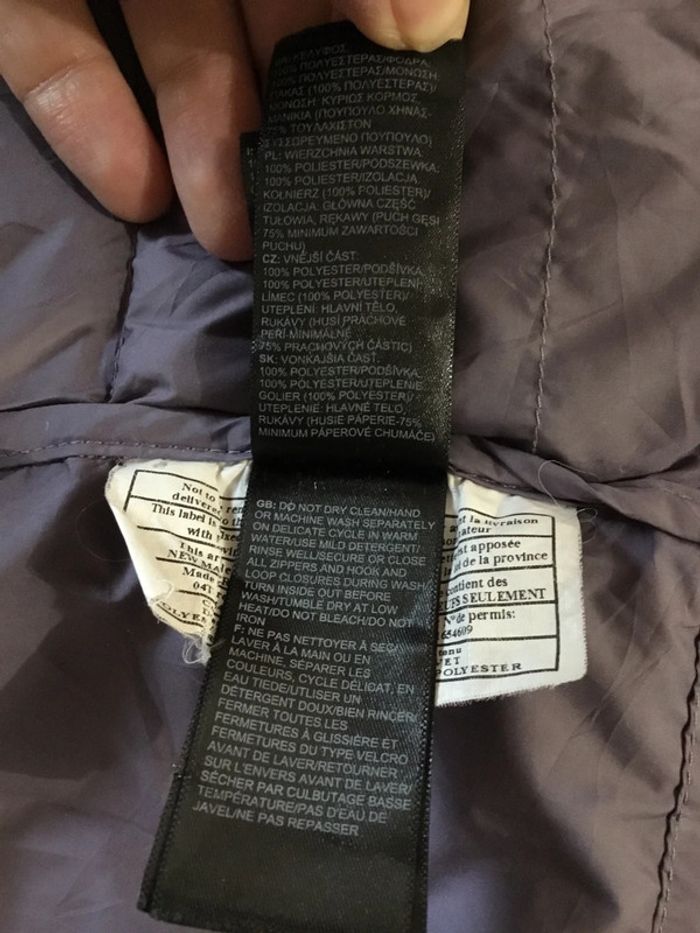 100% ΠΟΛΥΕΣΤΕΡΑΣ/ΦΟΔΡΑ:
100% ΠΟΛΥΕΣΤΕΡΑΣ/ΜΟΝΩΣΗ:
ΓΙΑΚΑΣ (100% ΠΟΛΥΕΣΤΕΡΑΣ)/
ΜΟΝΩΣΗ: ΚΥΡΙΩΣ ΚΟΡΜΟΣ,
ΜΑΝΙΚΙΑ (ΠΟΥΠΟΥΛΟ ΧΗΝΑΣ-
75% ΤΟΥΛΑΧΙΣΤΟΝ
ΣΥΣΣΩΡΕΥΜΕΝΟ ΠΟΥΠΟΥΛΟ)
PL: WIERZCHNIA WARSTWA:
100% POLIESTER/PODSZEWKA:
100% POLIESTER/IZOLACJA:
KOŁNIERZ (100% POLIESTER)/
IZOLACJA: GŁÓWNA CZĘŚĆ
TUŁOWIA, RĘKAWY (PUCH GĘSI
75% MINIMUM ZAWARTOŚCI
PUCHU)
CZ: VNĚJŠÍ ČÁST:
100% POLYESTER/PODŠÍVKA:
100% POLYESTER/UTEPLENÍ:
LÍMEC (100% POLYESTER)/
UTEPLENÍ: HLAVNÍ TĚLO,
RUKÁVY (HUSÍ PRACHOVÉ
PEŘÍ-MINIMÁLNĚ
75% PRACHOVÝCH ČÁSTIC)
SK: VONKAJŠIA ČASŤ:
100% POLYESTER/PODŠÍVKA:
100% POLYESTER/UTEPLENIE:
GOLIER (100% POLYESTER)/
UTEPLENIE: HLAVNÉ TELO,
RUKÁVY (HUSIE PÁPERIE-75%
MINIMUM PÁPEROVÉ CHUMÁČE)
GB: DO NOT DRY CLEAN/HAND
OR MACHINE WASH SEPARATELY
ON DELICATE CYCLE IN WARM
WATER/USE MILD DETERGENT/
RINSE WELL/SECURE OR CLOSE
ALL ZIPPERS AND HOOK AND
LOOP CLOSURES DURING WASH/
TURN INSIDE OUT BEFORE
WASH/TUMBLE DRY AT LOW
HEAT/DO NOT BLEACH/DO NOT
IRON
F: NE PAS NETTOYER À SEC/
LAVER À LA MAIN OU EN
MACHINE, SÉPARER LES
COULEURS, CYCLE DÉLICAT, EN
EAU TIÈDE/UTILISER UN
DÉTERGENT DOUX/BIEN RINCER/
FERMER TOUTES LES
FERMETURES À GLISSIÈRE ET
FERMETURES DU TYPE VELCRO
AVANT DE LAVER/RETOURNER
SUR L'ENVERS AVANT DE LAVER/
SÉCHER PAR CULBUTAGE BASSE
TEMPÉRATURE/PAS D'EAU DE
JAVEL/NE PAS REPASSER
Not to
delivered
This label is
with
This
Made
la livraison
apposée
de la province
contient des
SEULEMENT
N° de permis:
ET
POLYESTER